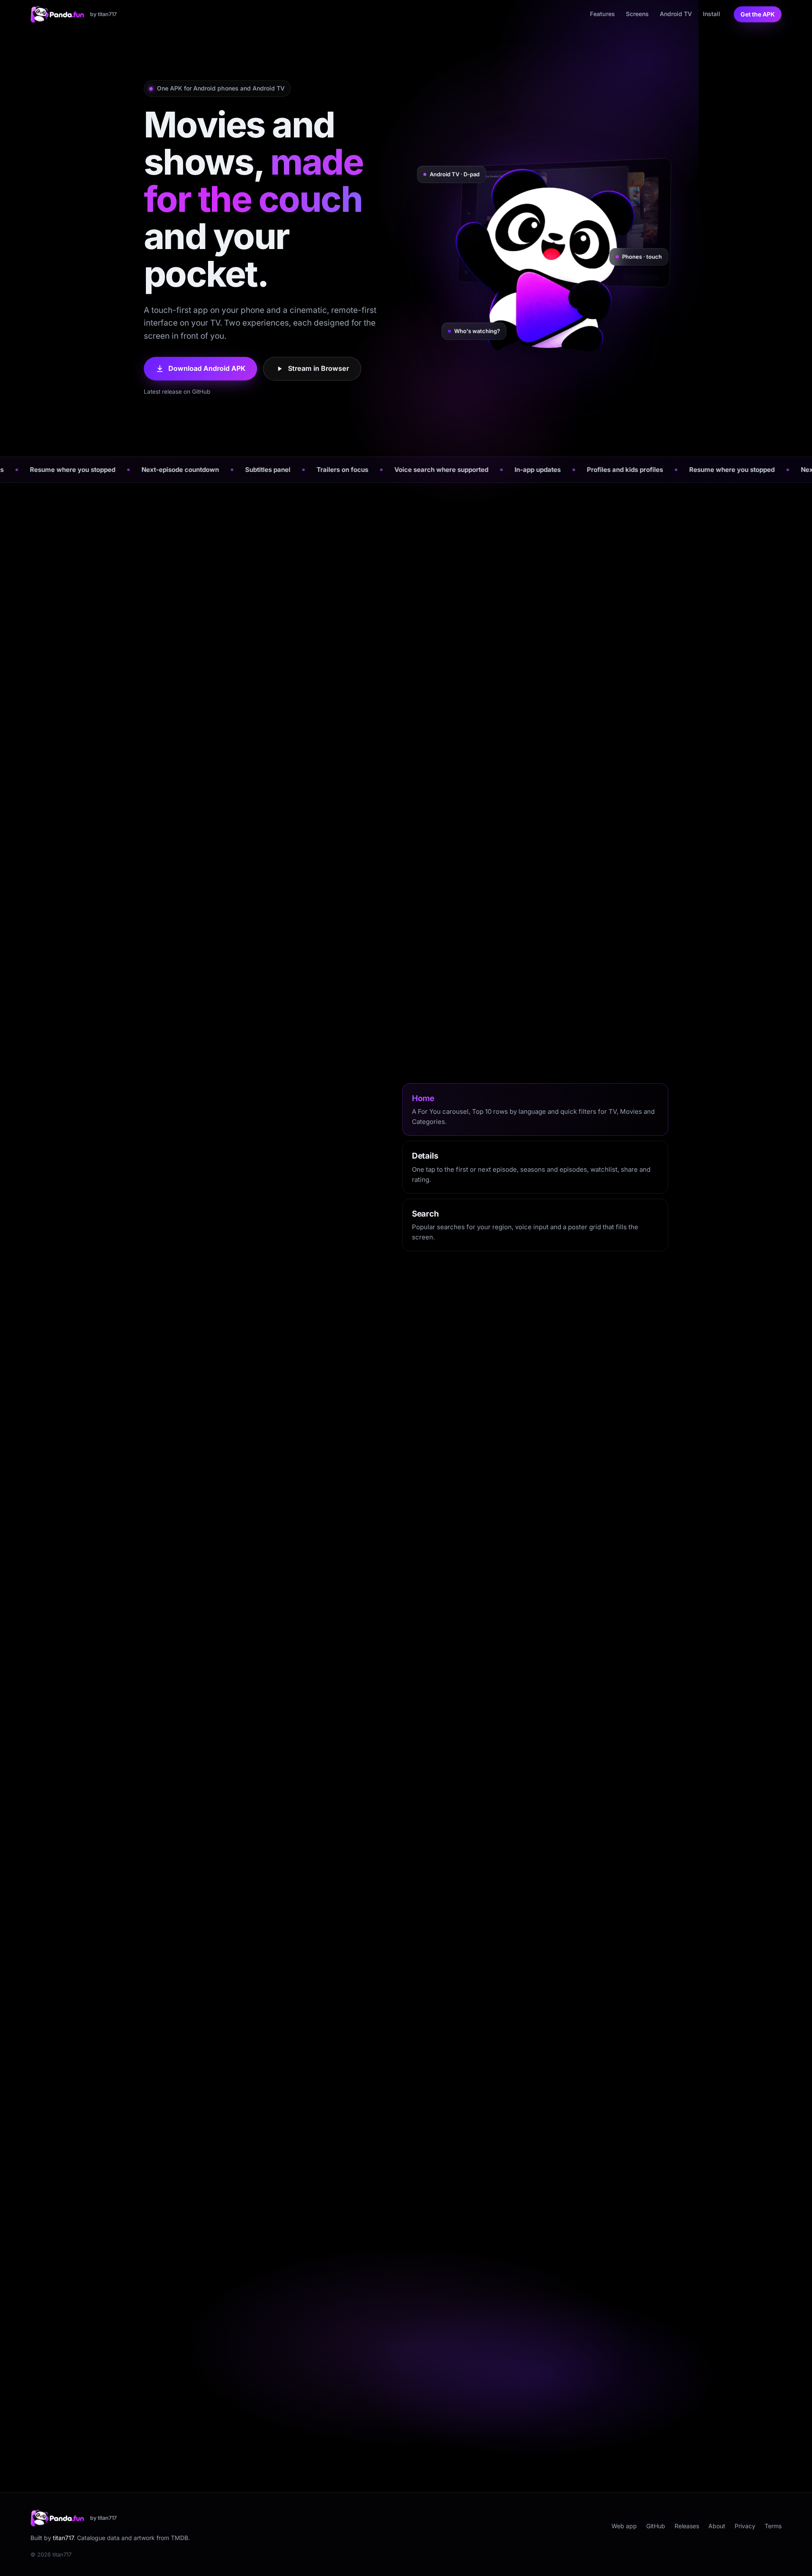 Panda.fun by titan717 Features Screens Android TV Install Get the APK
One APK for Android phones and Android TV
Movies and
shows, made
for the couch
and your
pocket.
A touch-first app on your phone and a cinematic, remote-first
interface on your TV. Two experiences, each designed for the
screen in front of you.
Download Android APK
Stream in Browser
Latest release on GitHub
Android TV · D-pad
Phones · touch
Who's watching?
s • Resume where you stopped • Next-episode countdown • Subtitles panel • Trailers on focus • Voice search where supported • In-app updates • Profiles and kids profiles • Resume where you stopped • Nex
Home
A For You carousel, Top 10 rows by language and quick filters for TV, Movies and
Categories.
Details
One tap to the first or next episode, seasons and episodes, watchlist, share and
rating.
Search
Popular searches for your region, voice input and a poster grid that fills the
screen.
Panda.fun by titan717
Built by titan717. Catalogue data and artwork from TMDB.
© 2026 titan717
Web app GitHub Releases About Privacy Terms